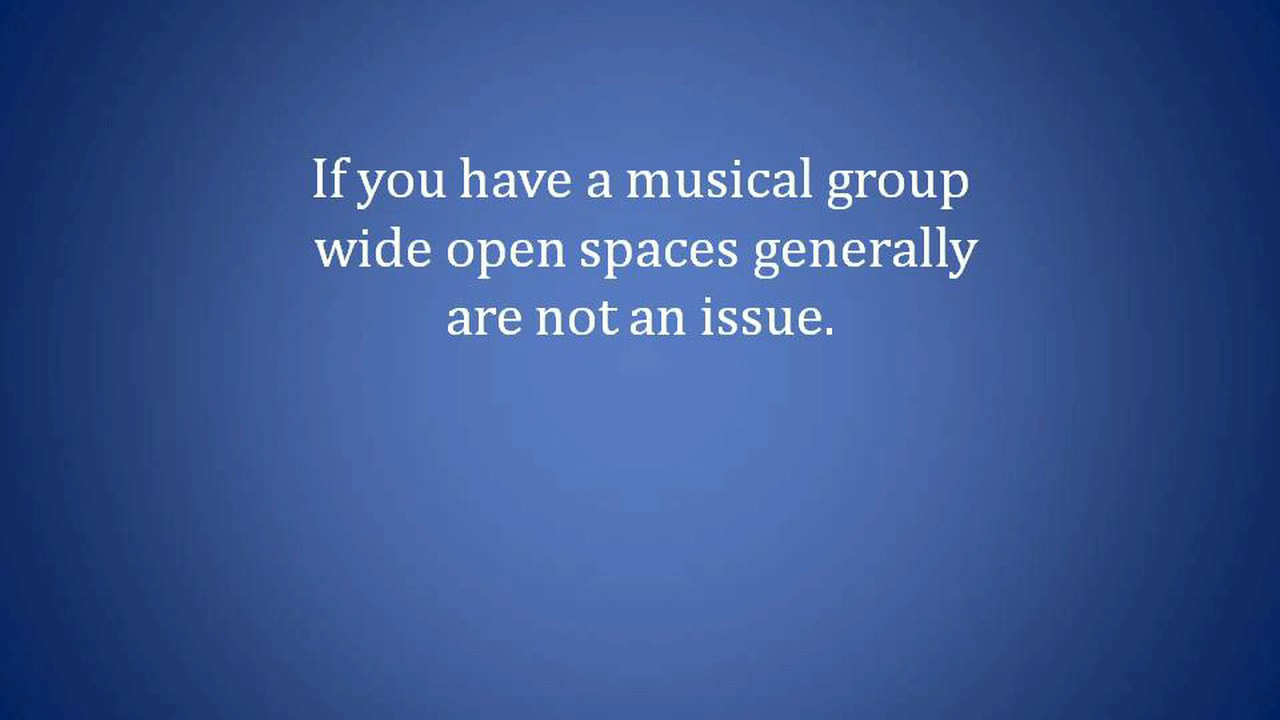 If you have a musical group
wide open spaces generally
are not an issue.